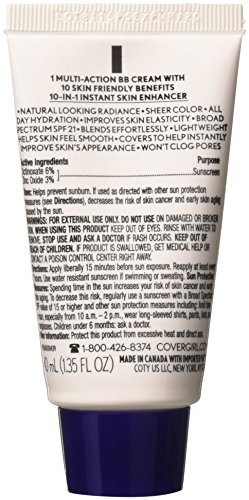 1 MULTI-ACTION BB CREAM WITH
10 SKIN FRIENDLY BENEFITS
10-IN-1 INSTANT SKIN ENHANCER
•NATURAL LOOKING RADIANCE•SHEER COLOR•ALL
DAY HYDRATION•IMPROVES SKIN ELASTICITY•BROAD
SPECTRUM SPF 21•BLENDS EFFORTLESSLY•LIGHTWEIGHT
HELPS SKIN FEEL SMOOTH•COVERS TO HELP INSTANTLY
IMPROVE SKIN'S APPEARANCE•WON'T CLOG PORES
Active Ingredients Purpose
6%
Zinc Oxide 3% Sunscreen
Helps prevent sunburn. If used as directed with other sun protection
measures (see Directions), decreases the risk of skin cancer and early skin aging
caused by the sun.
WARNINGS: FOR EXTERNAL USE ONLY. DO NOT USE ON DAMAGED OR BROKEN
SKIN. WHEN USING THIS PRODUCT KEEP OUT OF EYES. RINSE WITH WATER TO
REMOVE. STOP USE AND ASK A DOCTOR IF RASH OCCURS. KEEP OUT OF
REACH OF CHILDREN. IF PRODUCT IS SWALLOWED, GET MEDICAL HELP OR
CONTACT A POISON CONTROL CENTER RIGHT AWAY.
Directions: Apply liberally 15 minutes before sun exposure. Reapply at least every
hours. Use water resistant sunscreen if swimming or sweating. Sun Protection
Measures: Spending time in the sun increases your risk of skin cancer and early
aging. To decrease this risk, regularly use a sunscreen with a Broad Spectrum
value of 15 or higher and other sun protection measures including: limit time
sun, especially from 10 a.m. – 2 p.m., wear long-sleeved shirts, pants, hats,
Children under 6 months: ask a doctor.
Protect this product from excessive heat and direct sun.
1-800-426-8374 COVERGIRL.CO
MADE IN CANADA WITH IMPORTED
mL (1.35 FL OZ) COTY US LLC, NEW YORK, NY